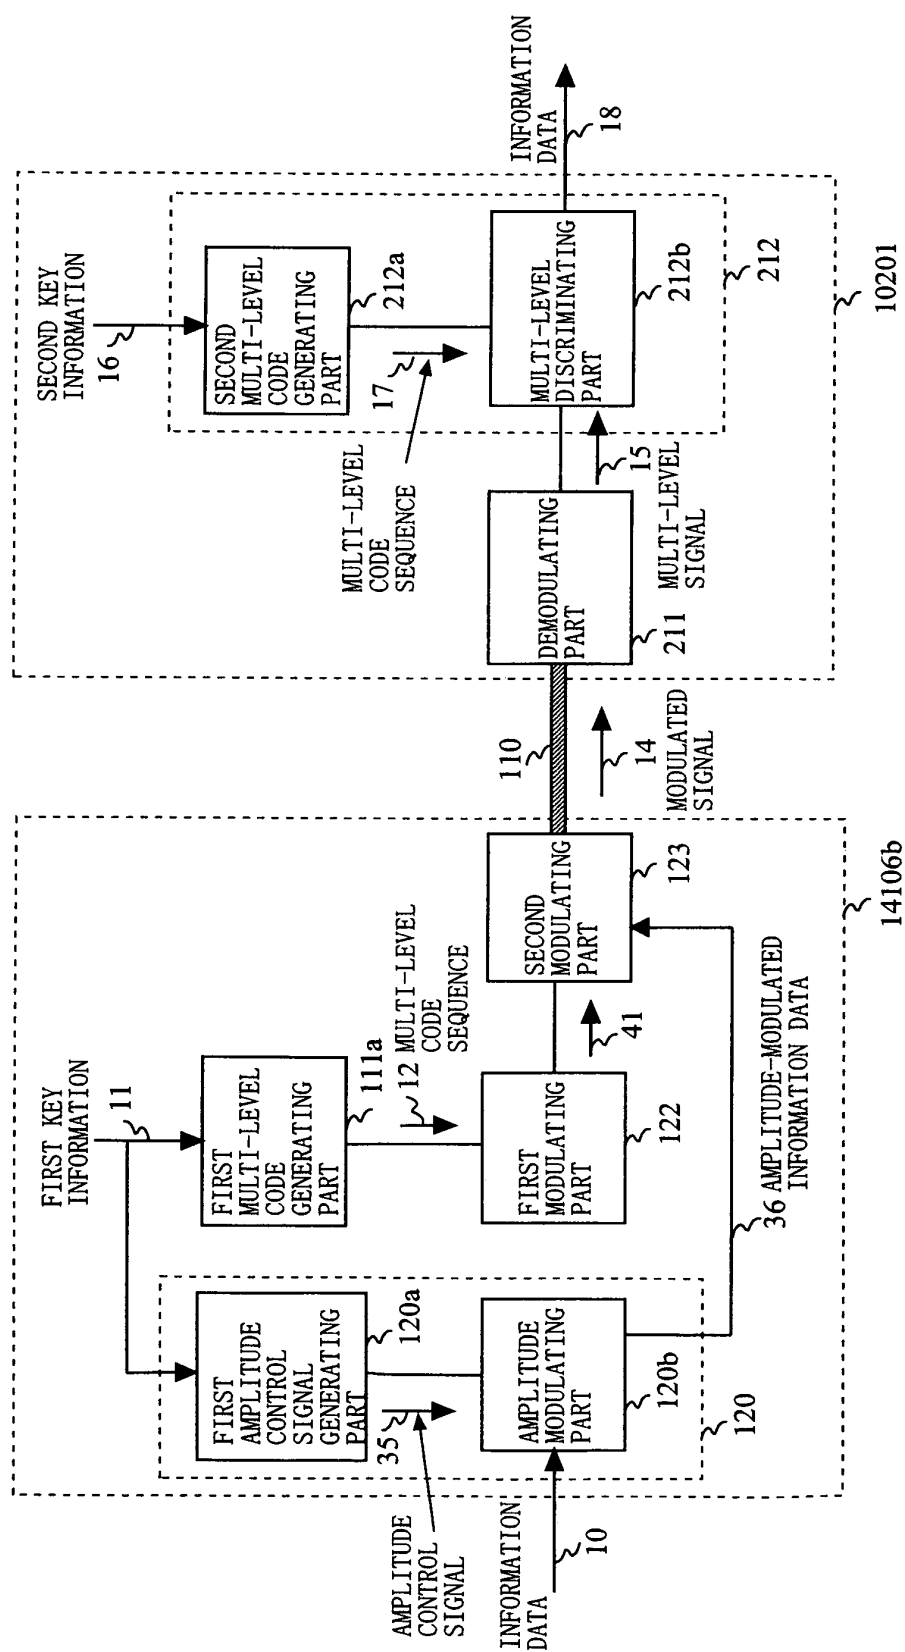 FIRST KEY
INFORMATION
11
FIRST AMPLITUDE
CONTROL
SIGNAL
GENERATING
PART
120a
FIRST
MULTI-LEVEL
CODE
GENERATING
PART
111a
AMPLITUDE
CONTROL
SIGNAL
35
12 MULTI-LEVEL
CODE
SEQUENCE
INFORMATION
DATA
10
AMPLITUDE
MODULATING
PART
120b
120
FIRST
MODULATING
PART
122
41
SECOND
MODULATING
PART
123
36 AMPLITUDE-MODULATED
INFORMATION DATA
14106b
110
14
MODULATED
SIGNAL
SECOND KEY
INFORMATION
16
SECOND
MULTI-LEVEL
CODE
GENERATING
PART
212a
MULTI-LEVEL
CODE
SEQUENCE
17
DEMODULATING
PART
211
15
MULTI-LEVEL
SIGNAL
MULTI-LEVEL
DISCRIMINATING
PART
212b
212
10201
INFORMATION
DATA
18